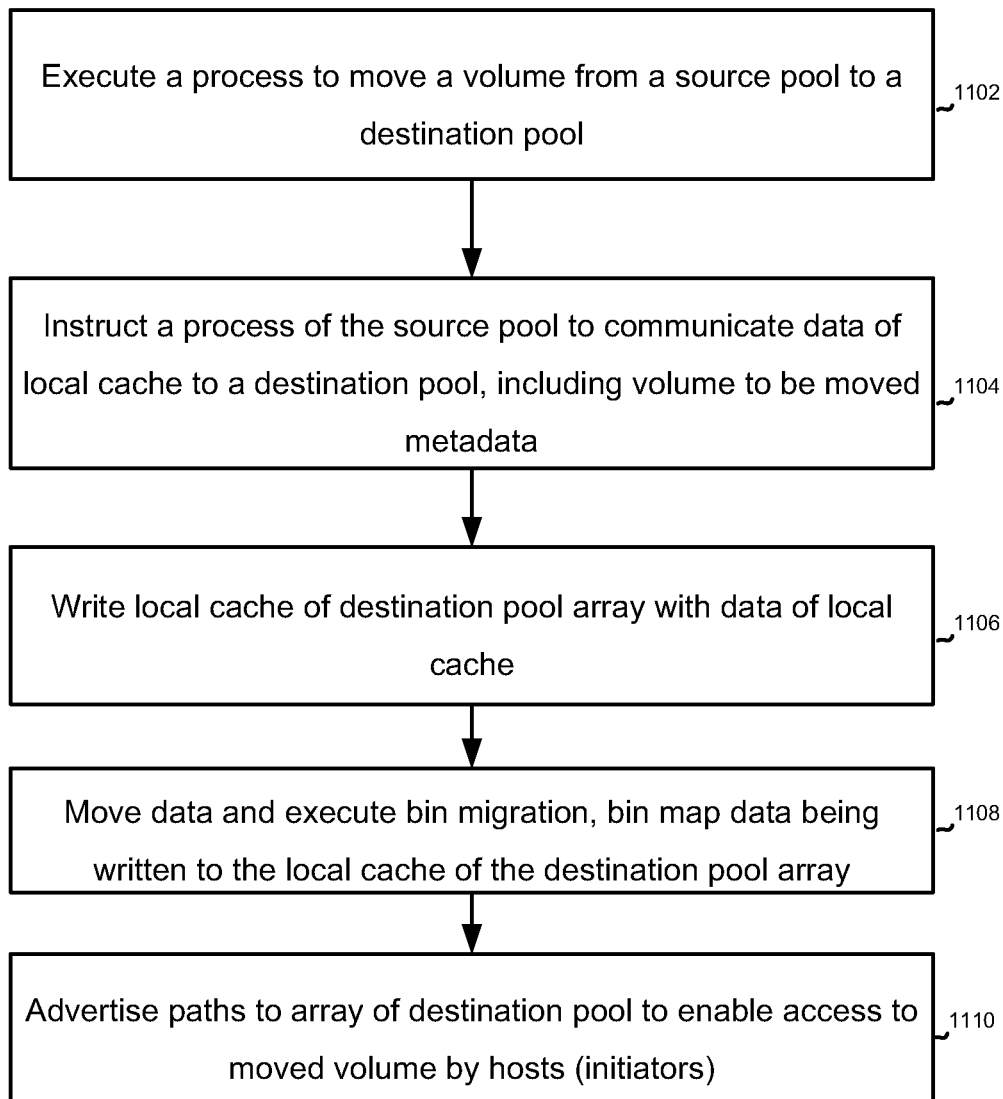 Execute a process to move a volume from a source pool to a
destination pool
1102
Instruct a process of the source pool to communicate data of
local cache to a destination pool, including volume to be moved
metadata
1104
Write local cache of destination pool array with data of local
cache
1106
Move data and execute bin migration, bin map data being
written to the local cache of the destination pool array
1108
Advertise paths to array of destination pool to enable access to
moved volume by hosts (initiators)
1110